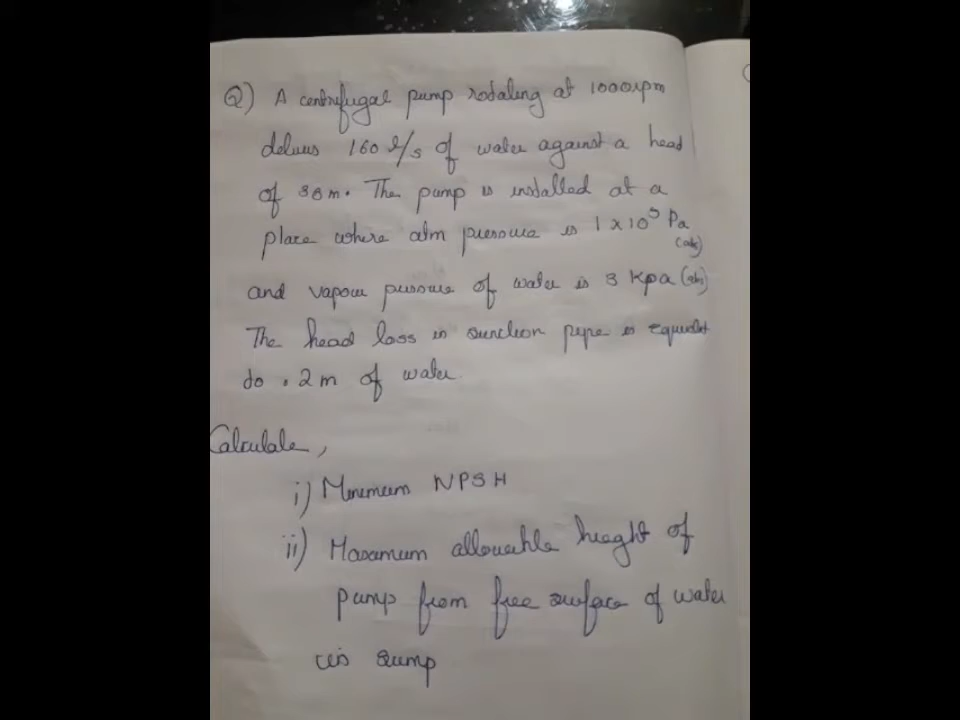 Q) A centrifugal pump rotating at 1000rpm
delivers 160 l/s of water against a head
of 30m. The pump is installed at a
place where atm pressure is 1 x 10⁵ Pa
(abs)
and vapour pressure of water is 3 Kpa (abs)
The head loss in suction pipe is equivalent
to .2m of water.
Calculate,
i) Minimum NPSH
ii) Maximum allowable height of
pump from free surface of water
in sump